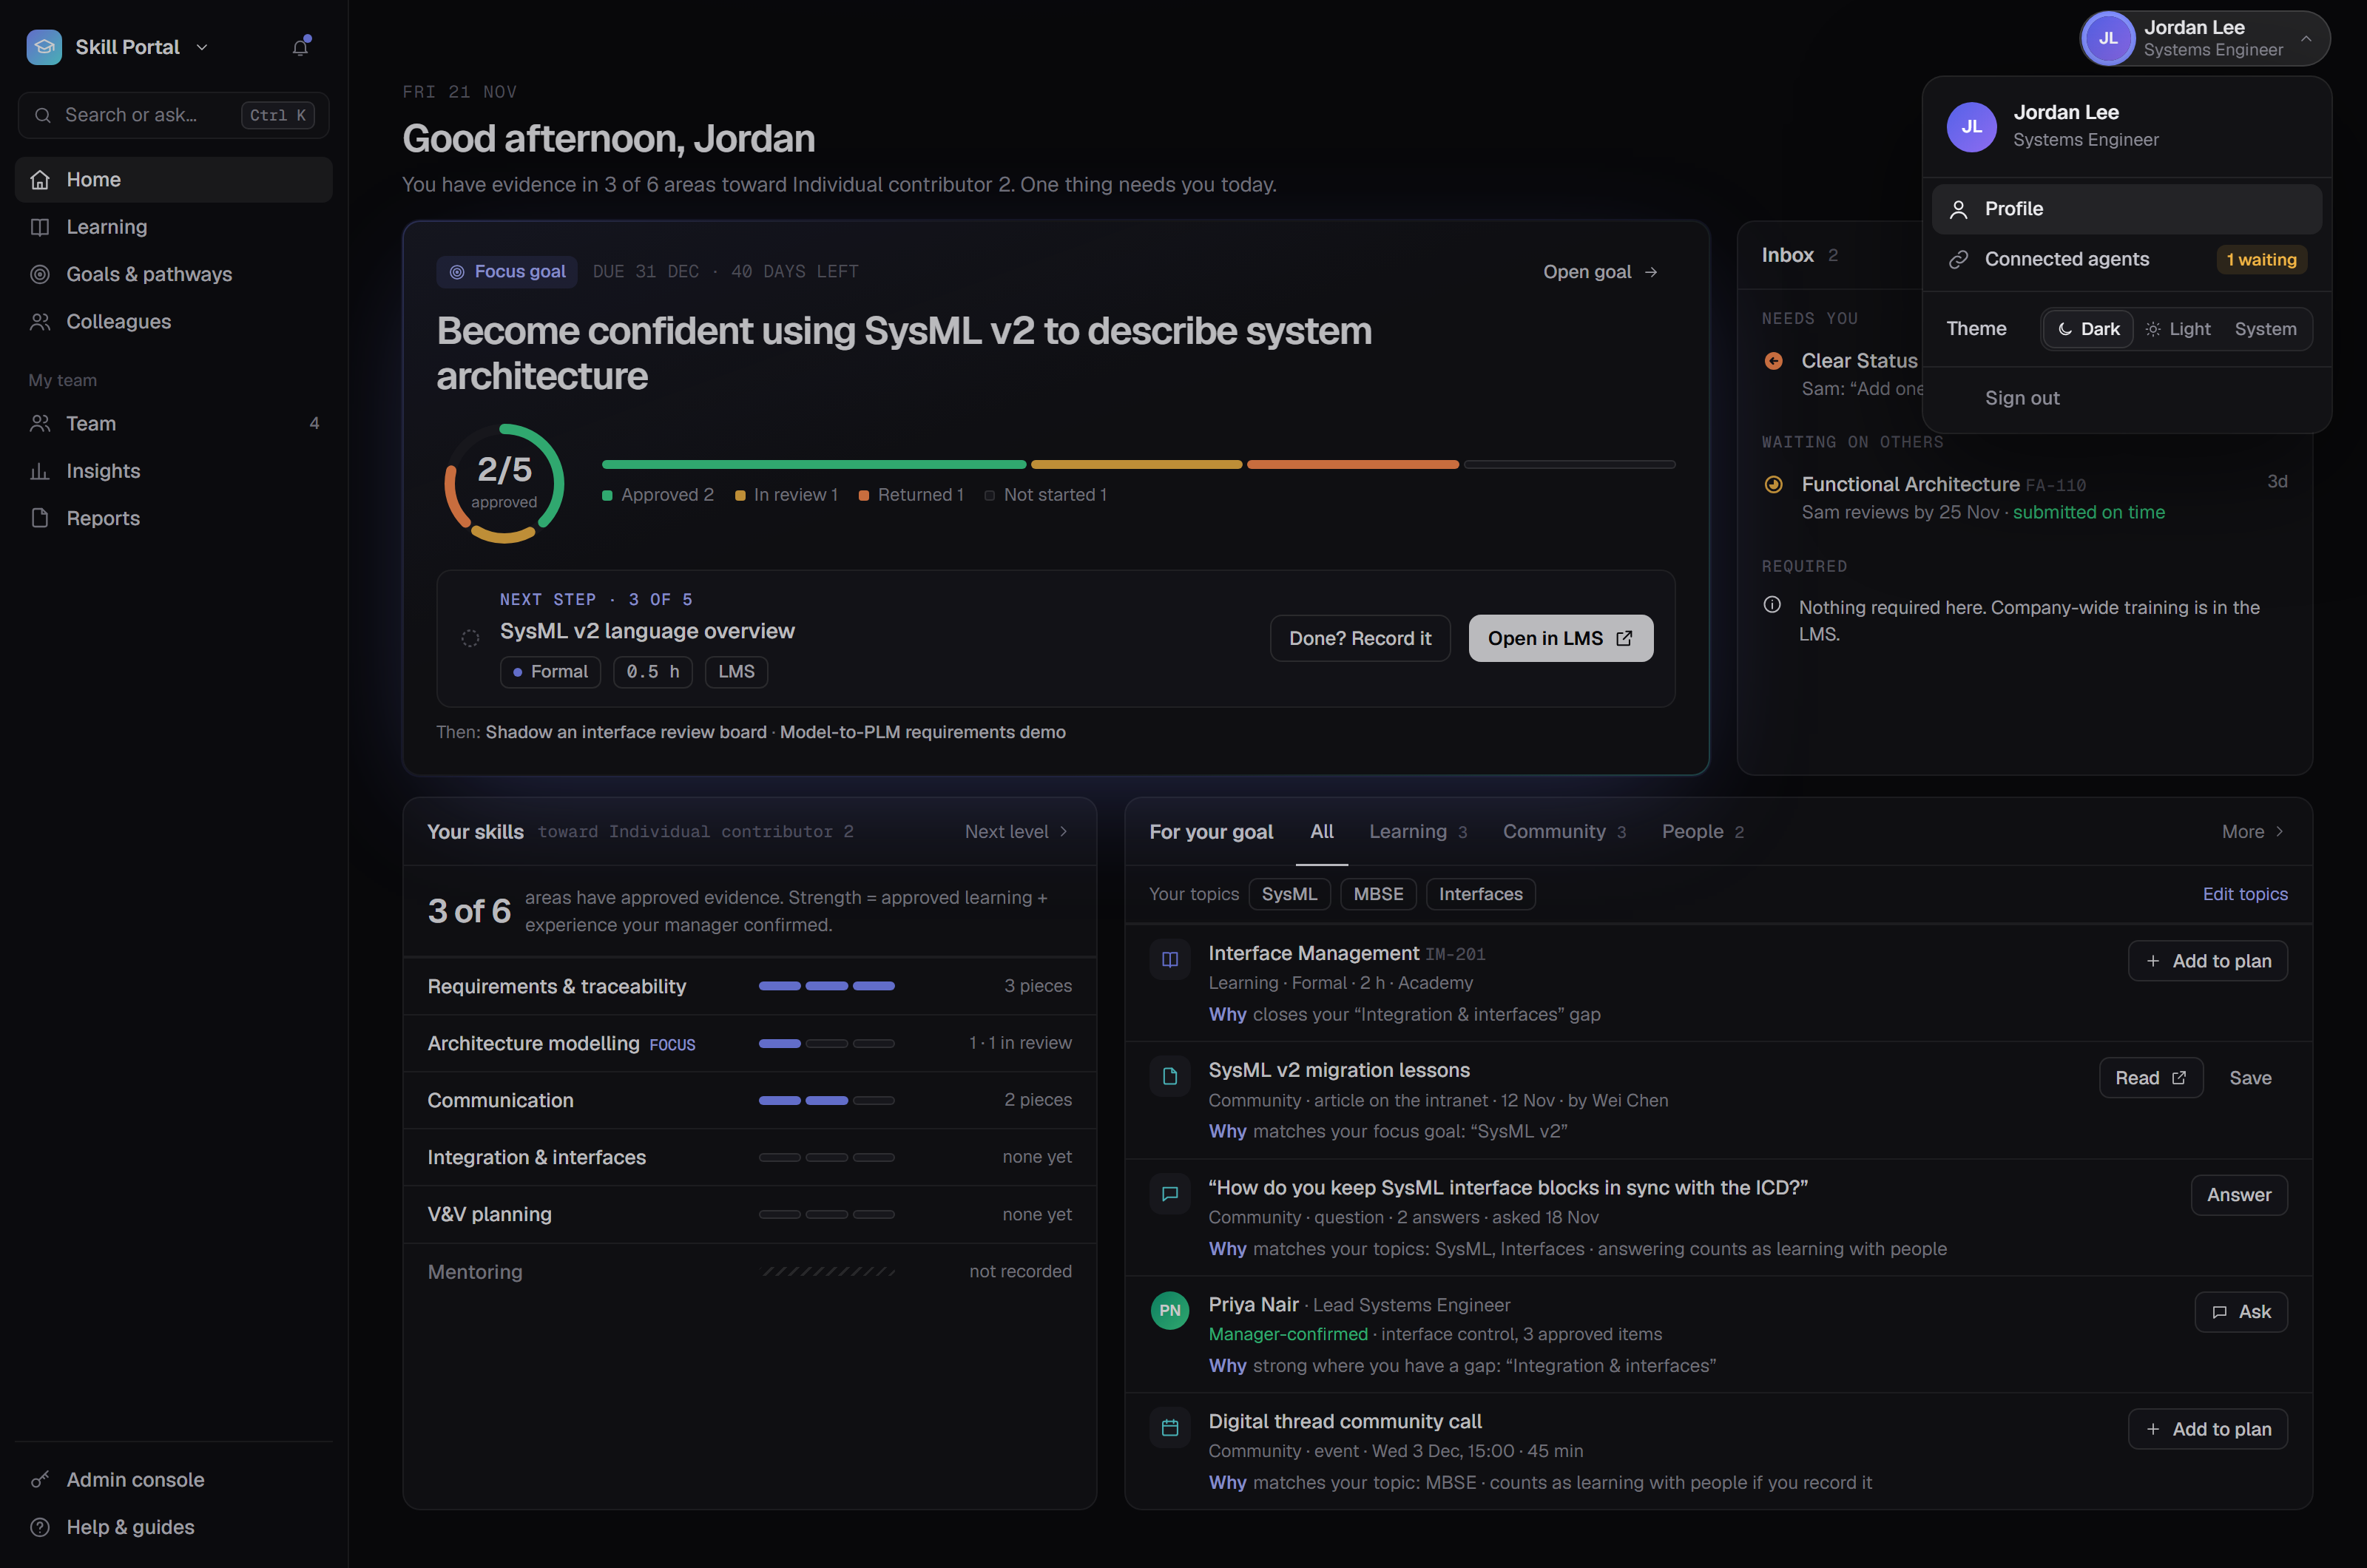 Skill Portal
Search or ask...
Ctrl K
Home
Learning
Goals & pathways
Colleagues
My team
Team 4
Insights
Reports
Admin console
Help & guides
JL
Jordan Lee
Systems Engineer
JL
Jordan Lee
Systems Engineer
Profile
Connected agents 1 waiting
Theme Dark Light System
Sign out
FRI 21 NOV
Good afternoon, Jordan
You have evidence in 3 of 6 areas toward Individual contributor 2. One thing needs you today.
Focus goal DUE 31 DEC · 40 DAYS LEFT Open goal →
Become confident using SysML v2 to describe system
architecture
2/5
approved
Approved 2 In review 1 Returned 1 Not started 1
NEXT STEP · 3 OF 5
SysML v2 language overview
Formal 0.5 h LMS
Done? Record it
Open in LMS
Then: Shadow an interface review board · Model-to-PLM requirements demo
Inbox 2
NEEDS YOU
Clear Status
Sam: “Add one
WAITING ON OTHERS
Functional Architecture FA-110 3d
Sam reviews by 25 Nov · submitted on time
REQUIRED
Nothing required here. Company-wide training is in the
LMS.
Your skills toward Individual contributor 2 Next level
3 of 6
areas have approved evidence. Strength = approved learning +
experience your manager confirmed.
Requirements & traceability 3 pieces
Architecture modelling FOCUS 1 · 1 in review
Communication 2 pieces
Integration & interfaces none yet
V&V planning none yet
Mentoring not recorded
For your goal All Learning 3 Community 3 People 2 More
Your topics SysML MBSE Interfaces Edit topics
Interface Management IM-201
Learning · Formal · 2 h · Academy
Why closes your “Integration & interfaces” gap
+ Add to plan
SysML v2 migration lessons
Community · article on the intranet · 12 Nov · by Wei Chen
Why matches your focus goal: “SysML v2”
Read Save
“How do you keep SysML interface blocks in sync with the ICD?”
Community · question · 2 answers · asked 18 Nov
Why matches your topics: SysML, Interfaces · answering counts as learning with people
Answer
PN
Priya Nair · Lead Systems Engineer
Manager-confirmed · interface control, 3 approved items
Why strong where you have a gap: “Integration & interfaces”
Ask
Digital thread community call
Community · event · Wed 3 Dec, 15:00 · 45 min
Why matches your topic: MBSE · counts as learning with people if you record it
+ Add to plan